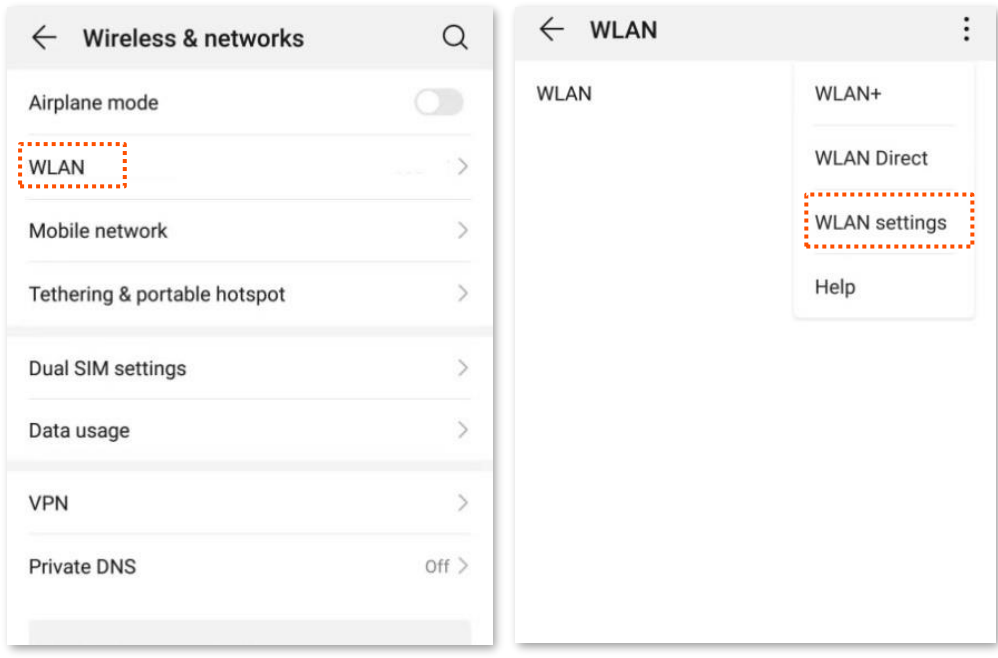 Wireless & networks
Airplane mode
WLAN
Mobile network
Tethering & portable hotspot
Dual SIM settings
Data usage
VPN
Private DNS Off
WLAN
WLAN
WLAN+
WLAN Direct
WLAN settings
Help